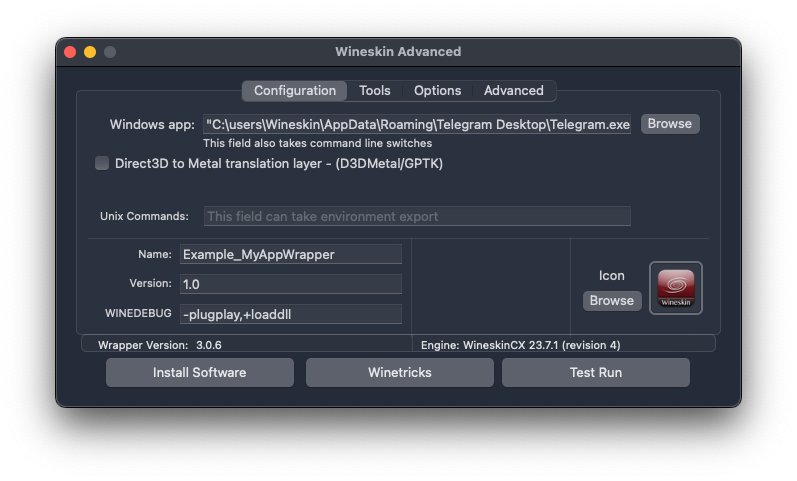 Wineskin Advanced
Configuration Tools Options Advanced
Windows app: "C:\users\Wineskin\AppData\Roaming\Telegram Desktop\Telegram.exe Browse
This field also takes command line switches
Direct3D to Metal translation layer - (D3DMetal/GPTK)
Unix Commands: This field can take environment export
Name: Example_MyAppWrapper
Version: 1.0
Icon
Browse
Wineskin
WINEDEBUG -plugplay,+loaddll
Wrapper Version: 3.0.6 Engine: WineskinCX 23.7.1 (revision 4)
Install Software Winetricks Test Run